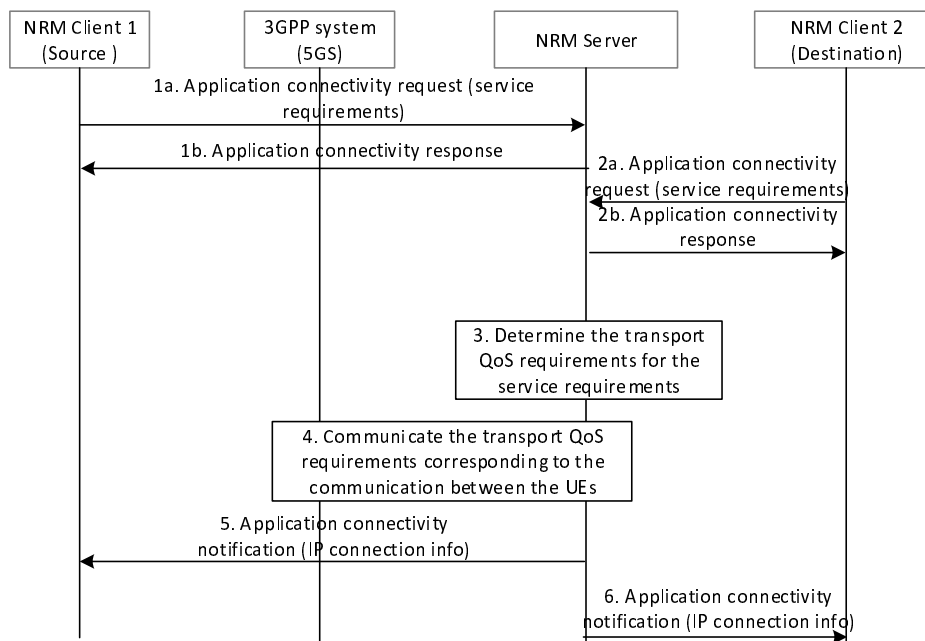 NRM Client 1
(Source )
3GPP system
(5GS)
NRM Server
NRM Client 2
(Destination)
1a. Application connectivity request (service
requirements)
1b. Application connectivity response
2a. Application connectivity
request (service requirements)
2b. Application connectivity
response
3. Determine the transport
QoS requirements for the
service requirements
4. Communicate the transport QoS
requirements corresponding to the
communication between the UEs
5. Application connectivity
notification (IP connection info)
6. Application connectivity
notification (IP connection info)